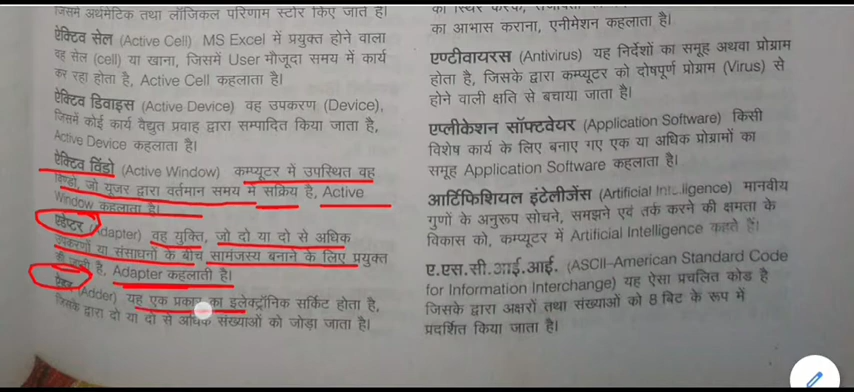 जिसमें अर्थमेटिक तथा लॉजिकल परिणाम स्टोर किए जाते हैं।
ऐक्टिव सेल (Active Cell) MS Excel में प्रयुक्त होने वाला
वह सेल (cell) या खाना, जिसमें User मौजूदा समय में कार्य
कर रहा होता है, Active Cell कहलाता है।
ऐक्टिव डिवाइस (Active Device) वह उपकरण (Device),
जिसमें कोई कार्य वैद्युत प्रवाह द्वारा सम्पादित किया जाता है,
Active Device कहलाता है।
ऐक्टिव विंडो (Active Window) कम्प्यूटर में उपस्थित वह
विण्डो, जो यूजर द्वारा वर्तमान समय में सक्रिय है, Active
Window कहलाता है।
एडेप्टर (Adapter) वह युक्ति, जो दो या दो से अधिक
उपकरणों या संसाधनों के बीच सामंजस्य बनाने के लिए प्रयुक्त
की जाती है, Adapter कहलाती है।
ऐडर (Adder) यह एक प्रकार का इलेक्ट्रॉनिक सर्किट होता है,
जिसके द्वारा दो या दो से अधिक संख्याओं को जोड़ा जाता है।
का आभास कराना, एनीमेशन कहलाता है।
एण्टीवायरस (Antivirus) यह निर्देशों का समूह अथवा प्रोग्राम
होता है, जिसके द्वारा कम्प्यूटर को दोषपूर्ण प्रोग्राम (Virus) से
होने वाली क्षति से बचाया जाता है।
एप्लीकेशन सॉफ्टवेयर (Application Software) किसी
विशेष कार्य के लिए बनाए गए एक या अधिक प्रोग्रामों का
समूह Application Software कहलाता है।
आर्टिफिशियल इंटेलीजेंस (Artificial Intelligence) मानवीय
गुणों के अनुरूप सोचने, समझने एवं तर्क करने की क्षमता के
विकास को, कम्प्यूटर में Artificial Intelligence कहते हैं।
ए.एस.सी.आई.आई. (ASCII-American Standard Code
for Information Interchange) यह ऐसा प्रचलित कोड है
जिसके द्वारा अक्षरों तथा संख्याओं को 8 बिट के रूप में
प्रदर्शित किया जाता है।